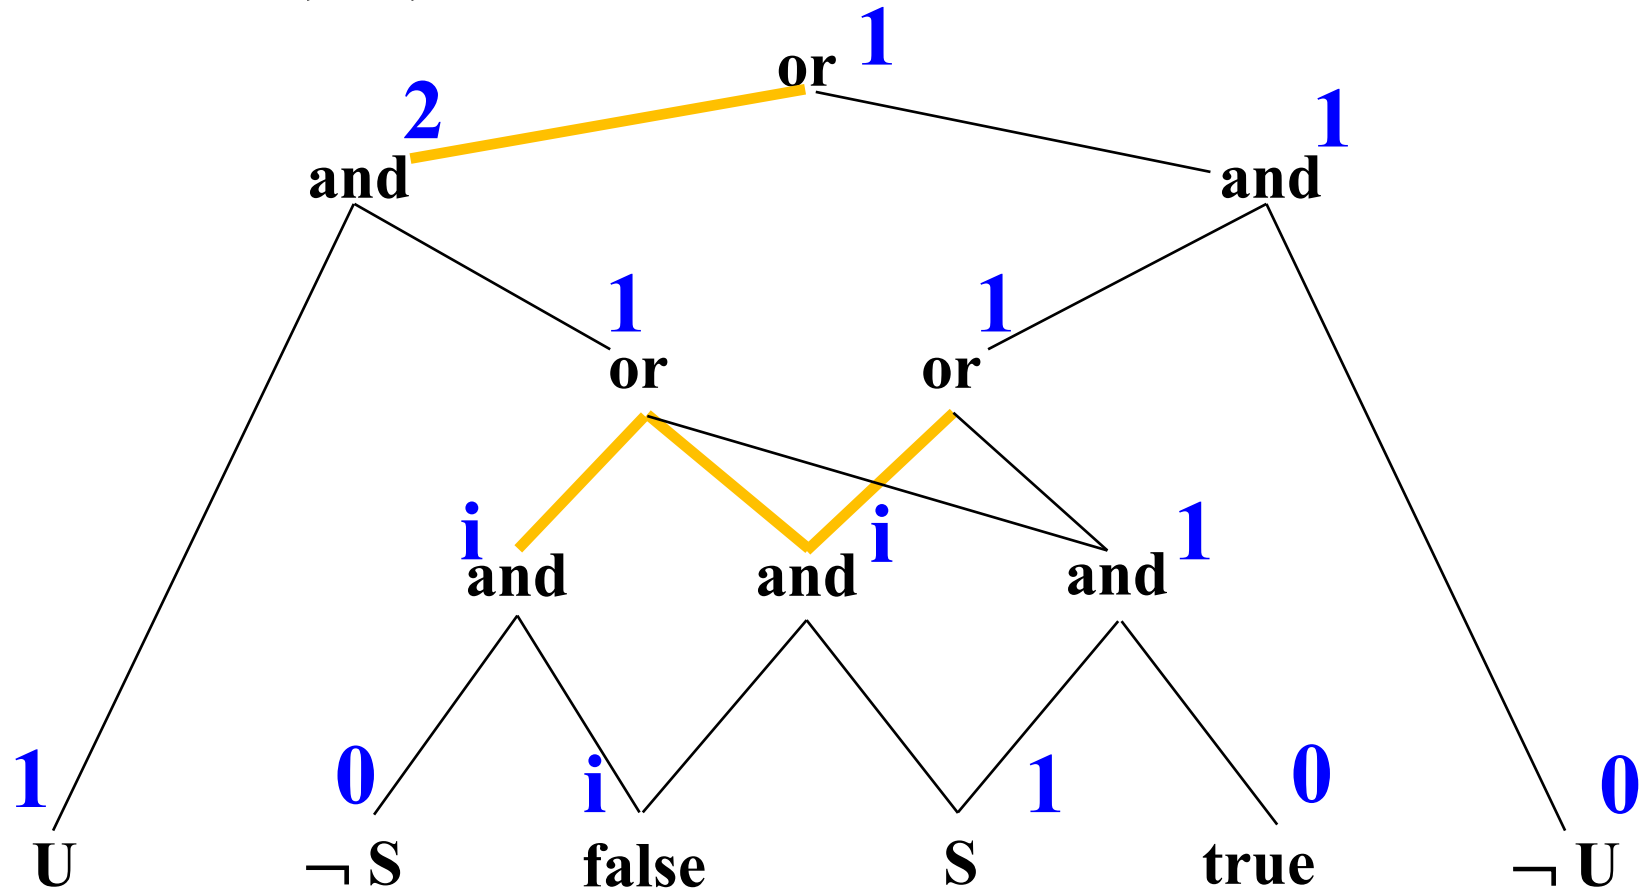 or 1
2 1
and and
1 1
or or
i i 1
and and and
1 0 i 1 0 0
U ¬ S false S true ¬ U